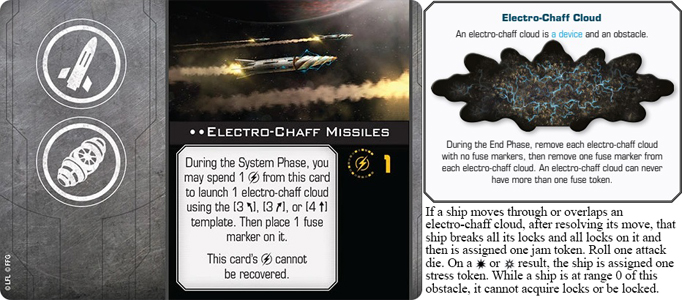 ••Electro-Chaff Missiles
During the System Phase, you
may spend 1 from this card
to launch 1 electro-chaff cloud
using the [3 ↰], [3 ↱], or [4 ↑]
template. Then place 1 fuse
marker on it.
This card's cannot
be recovered.
1
© LFL © FFG
Electro-Chaff Cloud
An electro-chaff cloud is a device and an obstacle.
During the End Phase, remove each electro-chaff cloud
with no fuse markers, then remove one fuse marker from
each electro-chaff cloud. An electro-chaff cloud can never
have more than one fuse token.
If a ship moves through or overlaps an
electro-chaff cloud, after resolving its move, that
ship breaks all its locks and all locks on it and
then is assigned one jam token. Roll one attack
die. On a or result, the ship is assigned one
stress token. While a ship is at range 0 of this
obstacle, it cannot acquire locks or be locked.